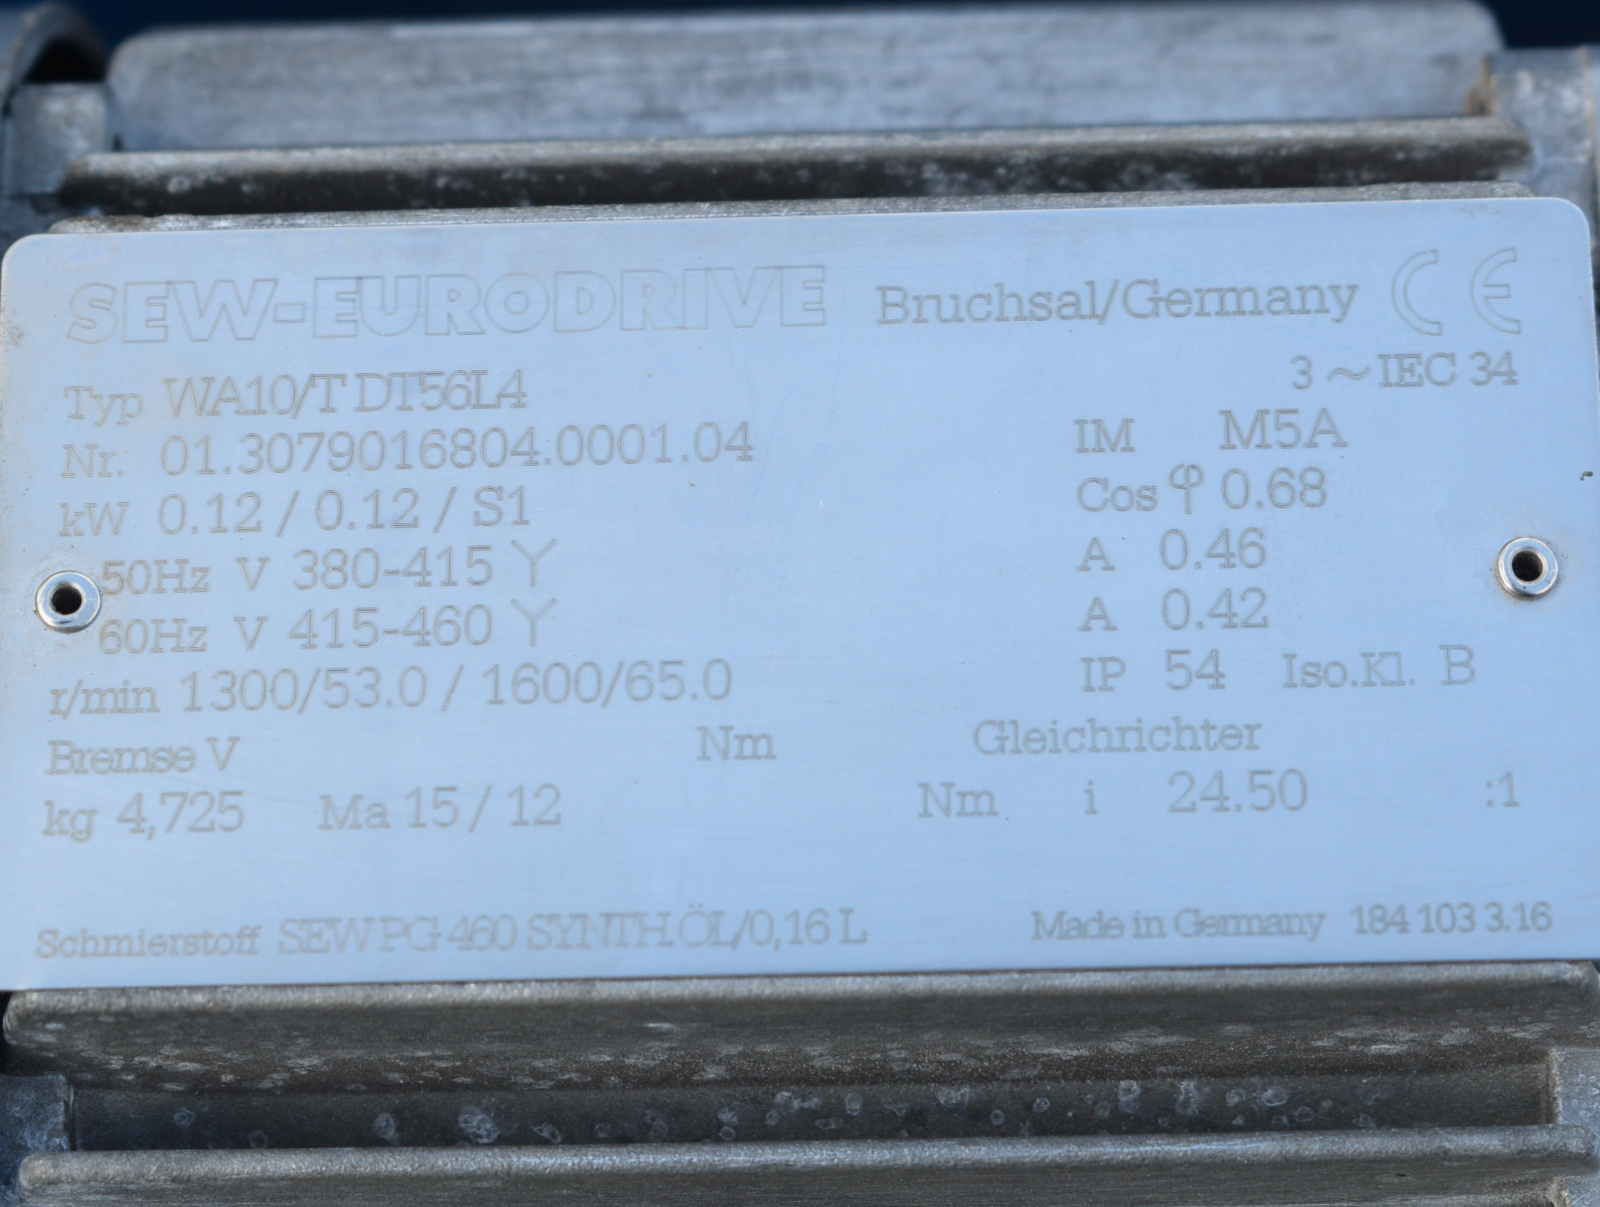 SEW-EURODRIVE Bruchsal/Germany CE
3 ~ IEC 34
Typ WA10/T DT56L4
Nr. 01.3079016804.0001.04 IM M5A
kW 0.12 / 0.12 / S1 Cos φ 0.68
50Hz V 380-415 Y A 0.46
60Hz V 415-460 Y A 0.42
r/min 1300/53.0 / 1600/65.0 IP 54 Iso.Kl. B
Bremse V Nm Gleichrichter
kg 4,725 Ma 15 / 12 Nm i 24.50 :1
Schmierstoff SEW PG 460 SYNTH.ÖL/0,16 L Made in Germany 184 103 3.16